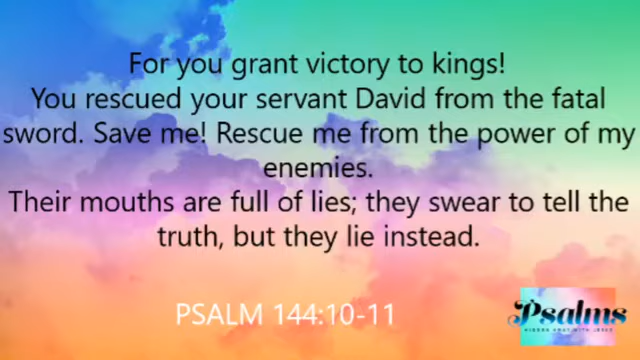 For you grant victory to kings!
You rescued your servant David from the fatal
sword. Save me! Rescue me from the power of my
enemies.
Their mouths are full of lies; they swear to tell the
truth, but they lie instead.
PSALM 144:10-11
Psalms